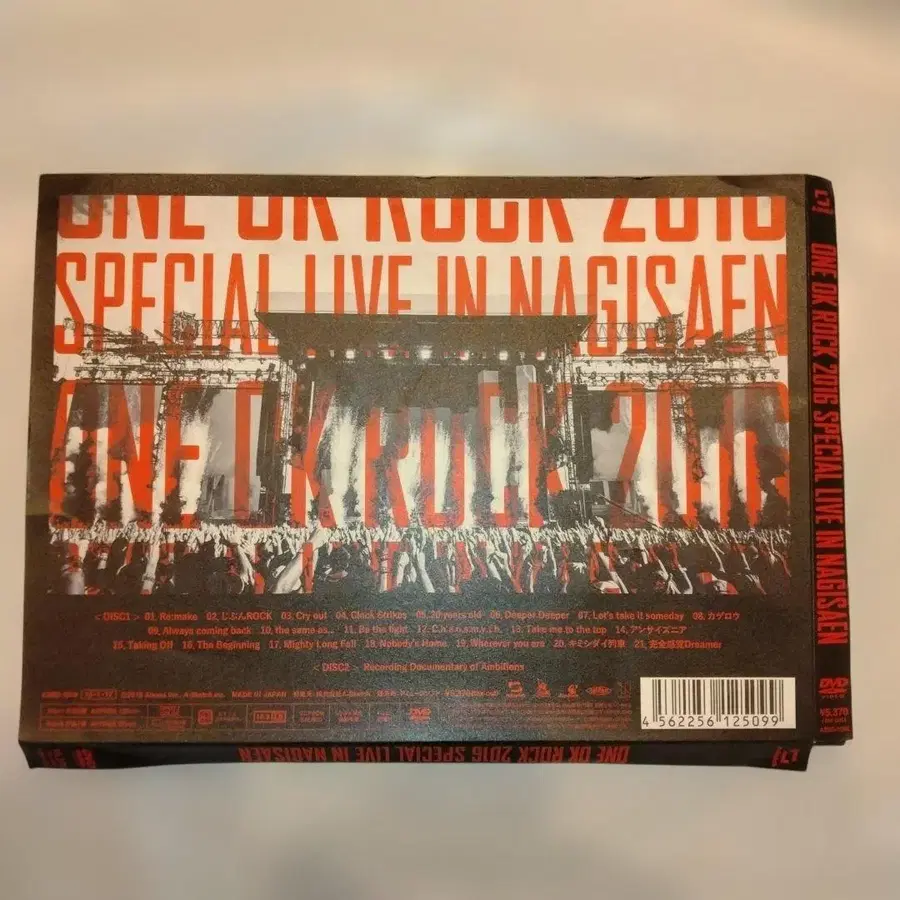 ONE OK ROCK 2016
SPECIAL LIVE IN NAGISAEN
ONE OK ROCK 2016
< DISC1 > 01. Re:make 02. じぶんROCK 03. Cry out 04. Clock Strikes 05. 20 years old 06. Deeper Deeper 07. Let's take it someday 08. カゲロウ
09. Always coming back 10. the same as... 11. Be the light 12. C.h.a.o.s.m.y.t.h. 13. Take me to the top 14. アンサイズニア
15. Taking Off 16. The Beginning 17. Mighty Long Fall 18. Nobody's Home 19. Wherever you are 20. キミシダイ列車 21. 完全感覚Dreamer
< DISC2 > Recording Documentary of Ambitions
MADE IN JAPAN
4 562256 125099
ONE OK ROCK 2016 SPECIAL LIVE IN NAGISAEN
DVD
VIDEO
¥5,370
ONE OK ROCK 2016 SPECIAL LIVE IN NAGISAEN